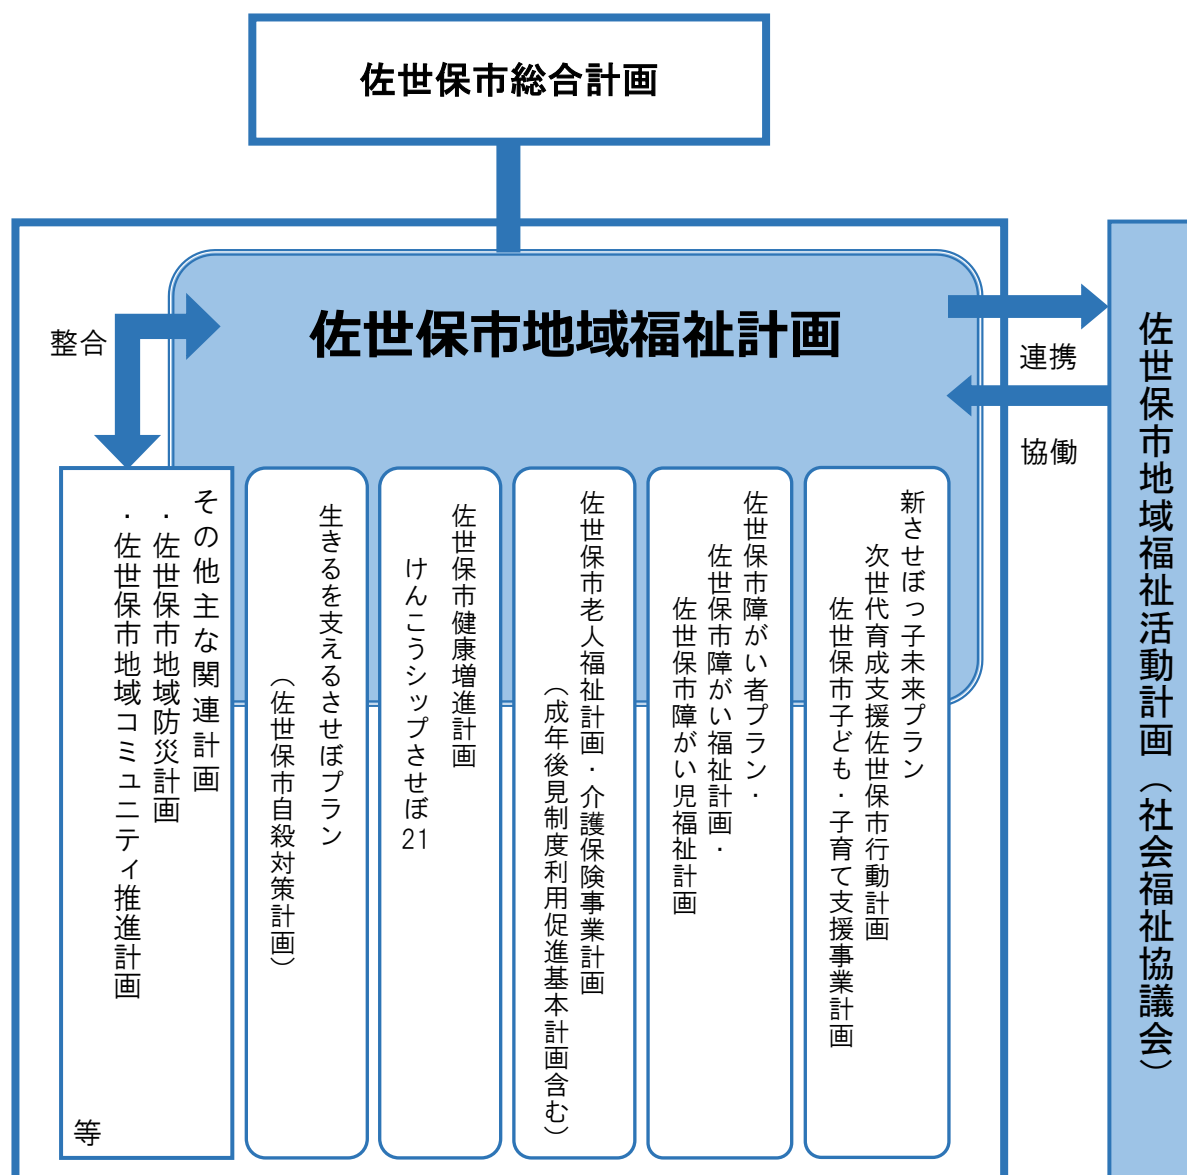 佐世保市総合計画
佐世保市地域福祉計画
整合
連携
協働
佐世保市地域福祉活動計画（社会福祉協議会）
新させぼっ子未来プラン
次世代育成支援佐世保市行動計画
佐世保市子ども・子育て支援事業計画
佐世保市障がい者プラン・
佐世保市障がい福祉計画・
佐世保市障がい児福祉計画
佐世保市老人福祉計画・介護保険事業計画
（成年後見制度利用促進基本計画含む）
佐世保市健康増進計画
けんこうシップさせぼ21
生きるを支えるさせぼプラン
（佐世保市自殺対策計画）
その他主な関連計画
・佐世保市地域防災計画
・佐世保市地域コミュニティ推進計画
等